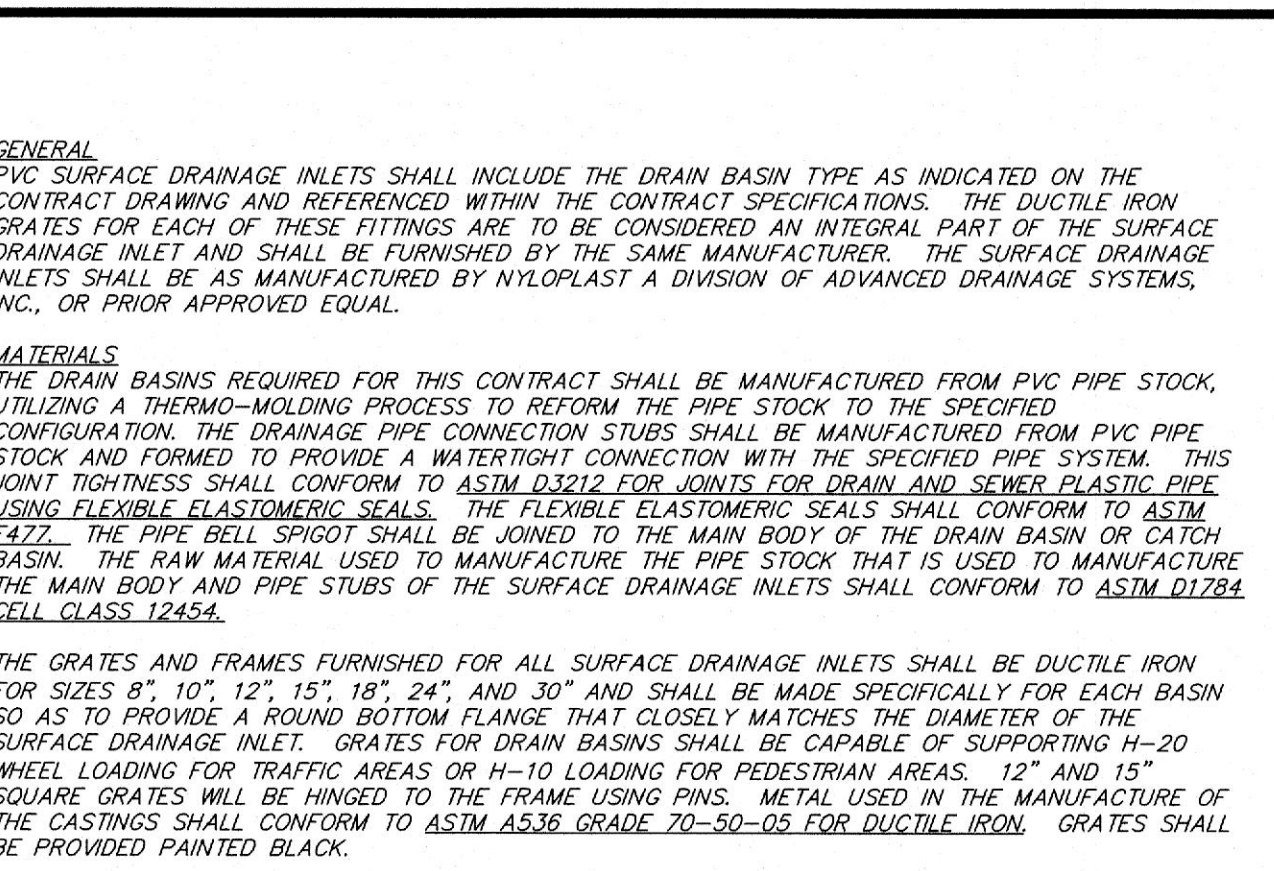 GENERAL
PVC SURFACE DRAINAGE INLETS SHALL INCLUDE THE DRAIN BASIN TYPE AS INDICATED ON THE
CONTRACT DRAWING AND REFERENCED WITHIN THE CONTRACT SPECIFICATIONS. THE DUCTILE IRON
GRATES FOR EACH OF THESE FITTINGS ARE TO BE CONSIDERED AN INTEGRAL PART OF THE SURFACE
DRAINAGE INLET AND SHALL BE FURNISHED BY THE SAME MANUFACTURER. THE SURFACE DRAINAGE
INLETS SHALL BE AS MANUFACTURED BY NYLOPLAST A DIVISION OF ADVANCED DRAINAGE SYSTEMS,
INC., OR PRIOR APPROVED EQUAL.
MATERIALS
THE DRAIN BASINS REQUIRED FOR THIS CONTRACT SHALL BE MANUFACTURED FROM PVC PIPE STOCK,
UTILIZING A THERMO-MOLDING PROCESS TO REFORM THE PIPE STOCK TO THE SPECIFIED
CONFIGURATION. THE DRAINAGE PIPE CONNECTION STUBS SHALL BE MANUFACTURED FROM PVC PIPE
STOCK AND FORMED TO PROVIDE A WATERTIGHT CONNECTION WITH THE SPECIFIED PIPE SYSTEM. THIS
JOINT TIGHTNESS SHALL CONFORM TO ASTM D3212 FOR JOINTS FOR DRAIN AND SEWER PLASTIC PIPE
USING FLEXIBLE ELASTOMERIC SEALS. THE FLEXIBLE ELASTOMERIC SEALS SHALL CONFORM TO ASTM
F477. THE PIPE BELL SPIGOT SHALL BE JOINED TO THE MAIN BODY OF THE DRAIN BASIN OR CATCH
BASIN. THE RAW MATERIAL USED TO MANUFACTURE THE PIPE STOCK THAT IS USED TO MANUFACTURE
THE MAIN BODY AND PIPE STUBS OF THE SURFACE DRAINAGE INLETS SHALL CONFORM TO ASTM D1784
CELL CLASS 12454.
THE GRATES AND FRAMES FURNISHED FOR ALL SURFACE DRAINAGE INLETS SHALL BE DUCTILE IRON
FOR SIZES 8", 10", 12", 15", 18", 24", AND 30" AND SHALL BE MADE SPECIFICALLY FOR EACH BASIN
SO AS TO PROVIDE A ROUND BOTTOM FLANGE THAT CLOSELY MATCHES THE DIAMETER OF THE
SURFACE DRAINAGE INLET. GRATES FOR DRAIN BASINS SHALL BE CAPABLE OF SUPPORTING H-20
WHEEL LOADING FOR TRAFFIC AREAS OR H-10 LOADING FOR PEDESTRIAN AREAS. 12" AND 15"
SQUARE GRATES WILL BE HINGED TO THE FRAME USING PINS. METAL USED IN THE MANUFACTURE OF
THE CASTINGS SHALL CONFORM TO ASTM A536 GRADE 70-50-05 FOR DUCTILE IRON. GRATES SHALL
BE PROVIDED PAINTED BLACK.